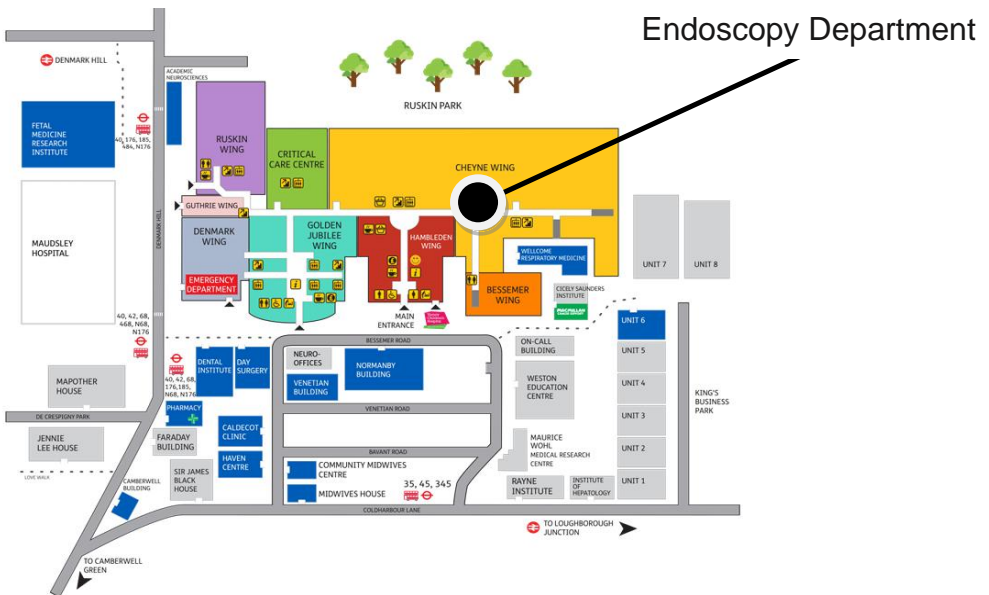 Endoscopy Department
DENMARK HILL
ACADEMIC
NEUROSCIENCES
RUSKIN PARK
FETAL
MEDICINE
RESEARCH
INSTITUTE
40, 176, 185,
484, N176
RUSKIN
WING
CRITICAL
CARE CENTRE
CHEYNE WING
GUTHRIE WING
DENMARK HILL
MAUDSLEY
HOSPITAL
DENMARK
WING
GOLDEN
JUBILEE
WING
HAMBLEDEN
WING
WELLCOME
RESPIRATORY MEDICINE
UNIT 7
UNIT 8
EMERGENCY
DEPARTMENT
BESSEMER
WING
CICELY SAUNDERS
INSTITUTE
MACMILLAN
CANCER SUPPORT
MAIN
ENTRANCE
40, 42, 68,
468, N68,
N176
BESSEMER ROAD
UNIT 6
ON-CALL
BUILDING
UNIT 5
NEURO-
OFFICES
NORMANBY
BUILDING
DENTAL
INSTITUTE
DAY
SURGERY
VENETIAN
BUILDING
MAPOTHER
HOUSE
40, 42, 68,
176,185,
N68, N176
WESTON
EDUCATION
CENTRE
UNIT 4
KING'S
BUSINESS
PARK
PHARMACY
VENETIAN ROAD
DE CRESPIGNY PARK
UNIT 3
CALDECOT
CLINIC
JENNIE
LEE HOUSE
FARADAY
BUILDING
MAURICE
WOHL
MEDICAL RESEARCH
CENTRE
UNIT 2
BAVANT ROAD
HAVEN
CENTRE
COMMUNITY MIDWIVES
CENTRE
SIR JAMES
BLACK
HOUSE
LOVE WALK
CAMBERWELL
BUILDING
MIDWIVES HOUSE
35, 45, 345
RAYNE
INSTITUTE
INSTITUTE
OF
HEPATOLOGY
UNIT 1
COLDHARBOUR LANE
TO LOUGHBOROUGH
JUNCTION
TO CAMBERWELL
GREEN